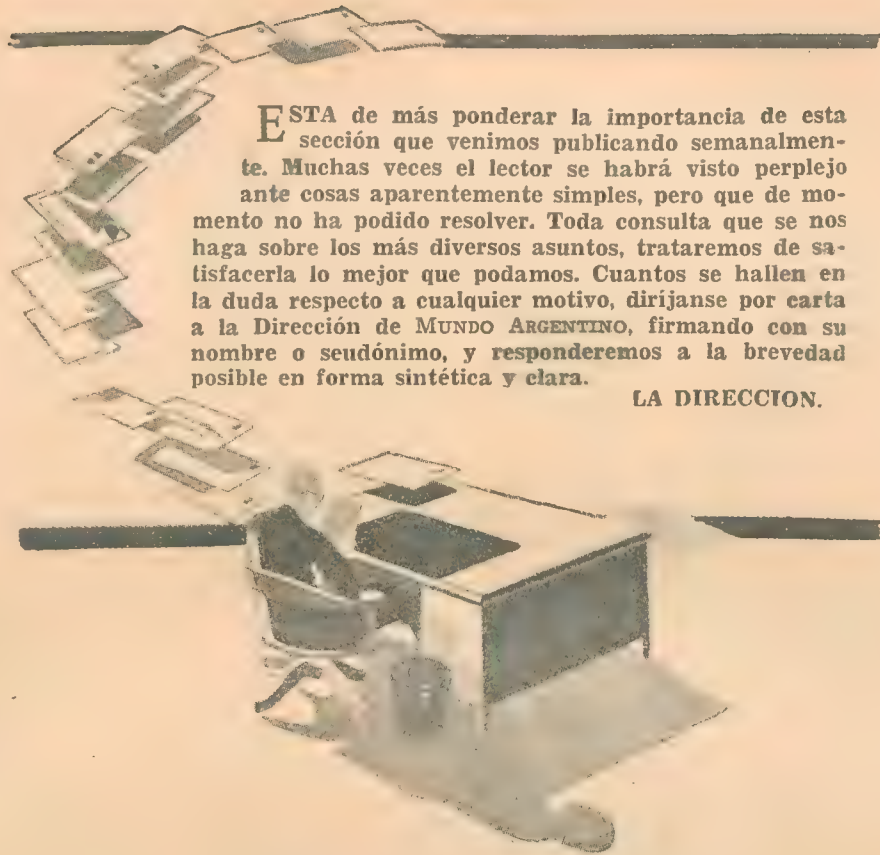 ESTA de más ponderar la importancia de esta
sección que venimos publicando semanalmen-
te. Muchas veces el lector se habrá visto perplejo
ante cosas aparentemente simples, pero que de mo-
mento no ha podido resolver. Toda consulta que se nos
haga sobre los más diversos asuntos, trataremos de sa-
tisfacerla lo mejor que podamos. Cuantos se hallen en
la duda respecto a cualquier motivo, diríjanse por carta
a la Dirección de MUNDO ARGENTINO, firmando con su
nombre o seudónimo, y responderemos a la brevedad
posible en forma sintética y clara.
LA DIRECCION.